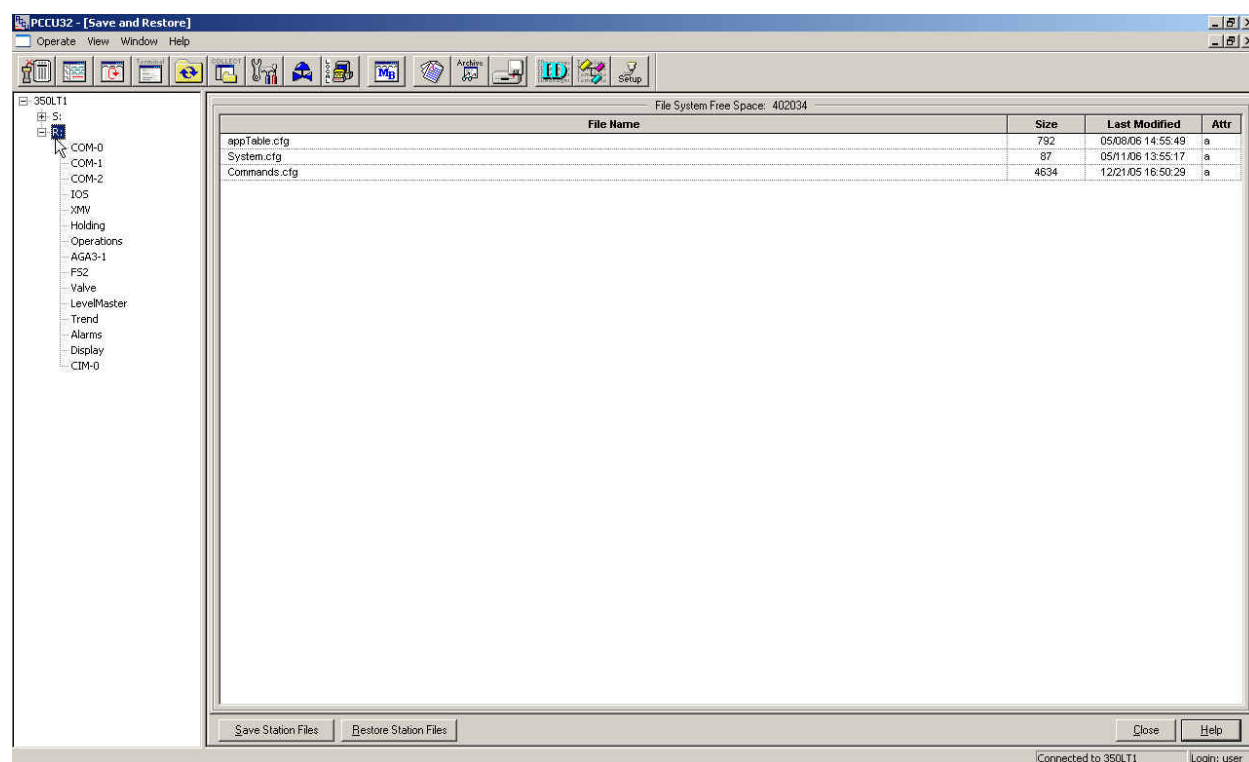 PCCU32 - [Save and Restore]
Operate View Window Help
Terminal
COLLECT
MB
Archive
ID
Setup
350LT1
S:
R:
COM-0
COM-1
COM-2
IOS
XMV
Holding
Operations
AGA3-1
FS2
Valve
LevelMaster
Trend
Alarms
Display
CIM-0
File System Free Space: 402034
File Name Size Last Modified Attr
appTable.cfg 792 05/08/06 14:55:49 a
System.cfg 87 05/11/06 13:55:17 a
Commands.cfg 4634 12/21/05 16:50:29 a
Save Station Files Restore Station Files Close Help
Connected to 350LT1 Login: user